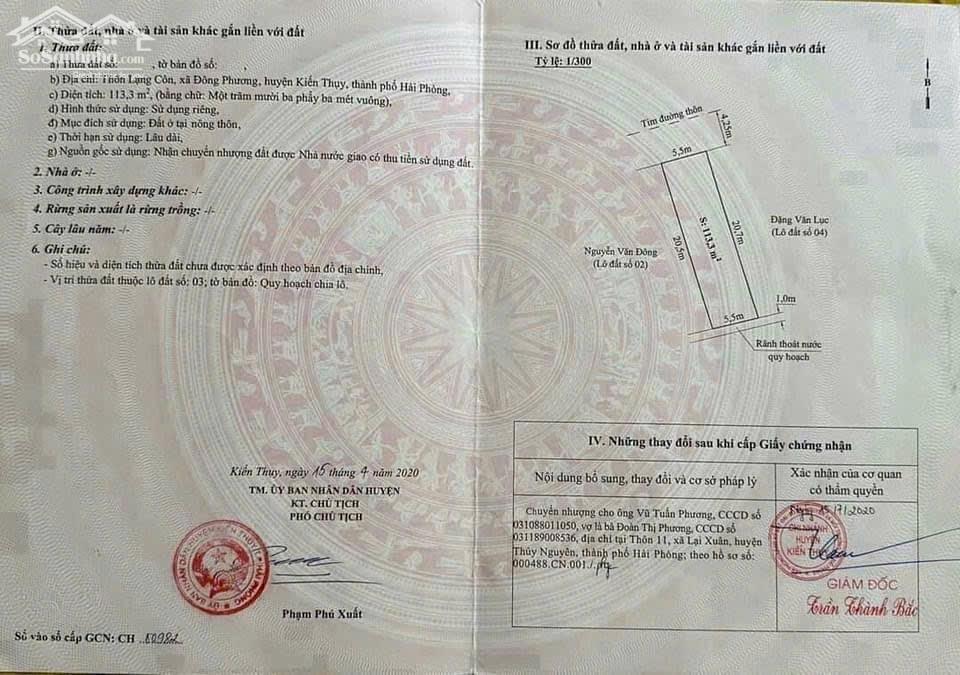 SoSanhnha.com
II. Thửa đất, nhà ở và tài sản khác gắn liền với đất
1. Thửa đất:
a) Thửa đất số: , tờ bản đồ số: ,
b) Địa chỉ: Thôn Lạng Côn, xã Đông Phương, huyện Kiến Thụy, thành phố Hải Phòng,
c) Diện tích: 113,3 m², (bằng chữ: Một trăm mười ba phẩy ba mét vuông),
d) Hình thức sử dụng: Sử dụng riêng,
đ) Mục đích sử dụng: Đất ở tại nông thôn,
e) Thời hạn sử dụng: Lâu dài,
g) Nguồn gốc sử dụng: Nhận chuyển nhượng đất được Nhà nước giao có thu tiền sử dụng đất.
2. Nhà ở: -/-
3. Công trình xây dựng khác: -/-
4. Rừng sản xuất là rừng trồng: -/-
5. Cây lâu năm: -/-
6. Ghi chú:
- Số hiệu và diện tích thửa đất chưa được xác định theo bản đồ địa chính,
- Vị trí thửa đất thuộc lô đất số: 03; tờ bản đồ: Quy hoạch chia lô.
Kiến Thụy, ngày 15 tháng 4 năm 2020
TM. ỦY BAN NHÂN DÂN HUYỆN
KT. CHỦ TỊCH
PHÓ CHỦ TỊCH
Phạm Phú Xuất
Số vào sổ cấp GCN: CH
III. Sơ đồ thửa đất, nhà ở và tài sản khác gắn liền với đất
Tỷ lệ: 1/300
B
Tim đường thôn
4,25m
5,5m
S: 113,3 m²
20,7m
20,5m
Đặng Văn Lục
(Lô đất số 04)
Nguyễn Văn Đông
(Lô đất số 02)
1,0m
5,5m
Rãnh thoát nước
quy hoạch
IV. Những thay đổi sau khi cấp Giấy chứng nhận
Nội dung bổ sung, thay đổi và cơ sở pháp lý
Xác nhận của cơ quan
có thẩm quyền
Chuyển nhượng cho ông Vũ Tuấn Phương, CCCD số
031088011050, vợ là bà Đoàn Thị Phương, CCCD số
031189008536, địa chỉ tại Thôn 11, xã Lại Xuân, huyện
Thủy Nguyên, thành phố Hải Phòng; theo hồ sơ số:
000488.CN.001./.
Ngày 15/7/2020
CHI NHÁNH
HUYỆN
KIẾN THỤY
GIÁM ĐỐC
Trần Thành Bắc